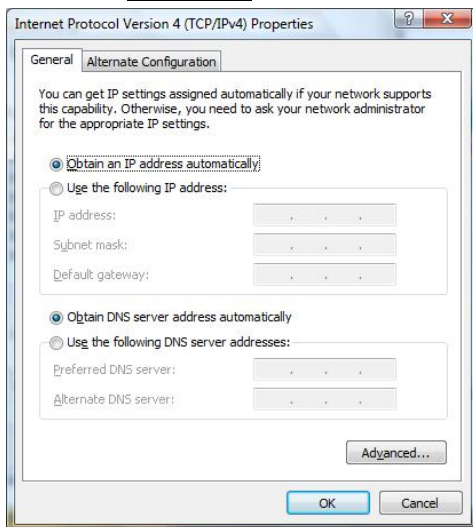 Internet Protocol Version 4 (TCP/IPv4) Properties
General
Alternate Configuration
You can get IP settings assigned automatically if your network supports
this capability. Otherwise, you need to ask your network administrator
for the appropriate IP settings.
Obtain an IP address automatically
Use the following IP address:
IP address:
Subnet mask:
Default gateway:
Obtain DNS server address automatically
Use the following DNS server addresses:
Preferred DNS server:
Alternate DNS server:
Advanced...
OK
Cancel